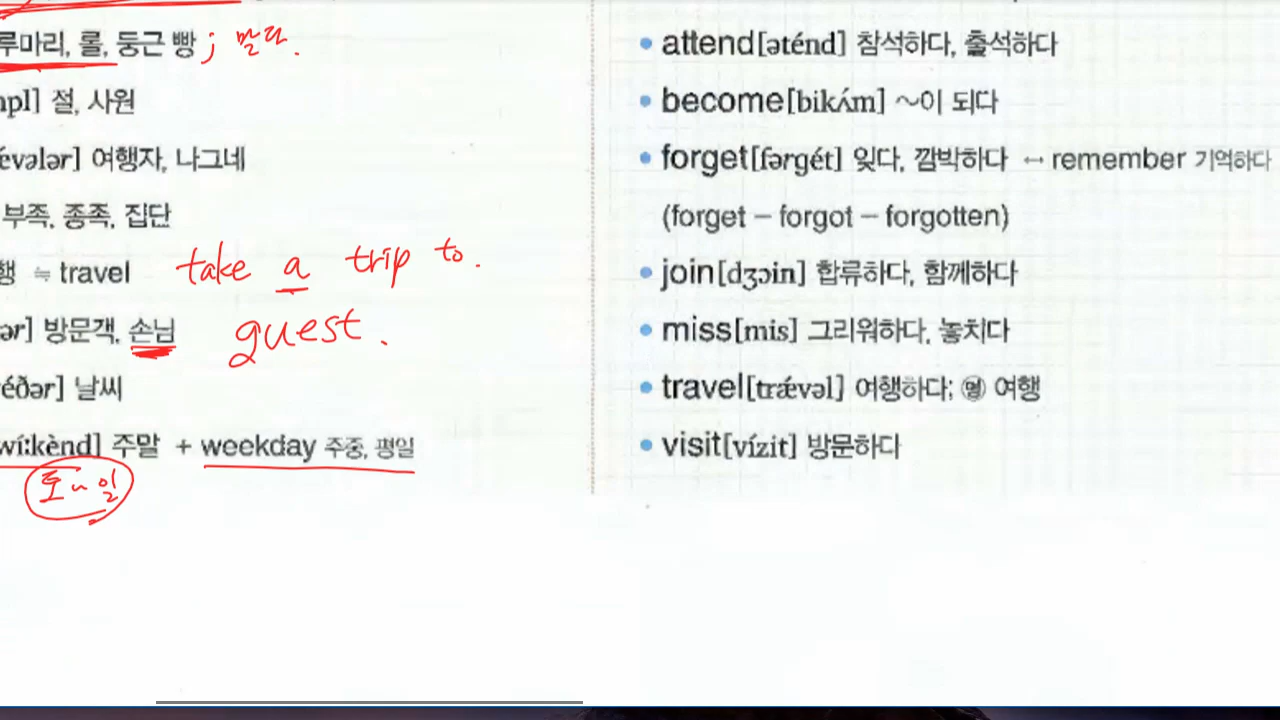 루마리, 롤, 둥근 빵 ; 말다.
npl] 절, 사원
ǽvələr] 여행자, 나그네
부족, 종족, 집단
행 ≒ travel take a trip to.
ər] 방문객, 손님 guest.
éðər] 날씨
wíːkènd] 주말 + weekday 주중, 평일
토~일
• attend[əténd] 참석하다, 출석하다
• become[bikʌ́m] ~이 되다
• forget[fərgét] 잊다, 깜박하다 ↔ remember 기억하다
(forget – forgot – forgotten)
• join[dʒɔin] 합류하다, 함께하다
• miss[mis] 그리워하다, 놓치다
• travel[trǽvəl] 여행하다; 명 여행
• visit[vízit] 방문하다